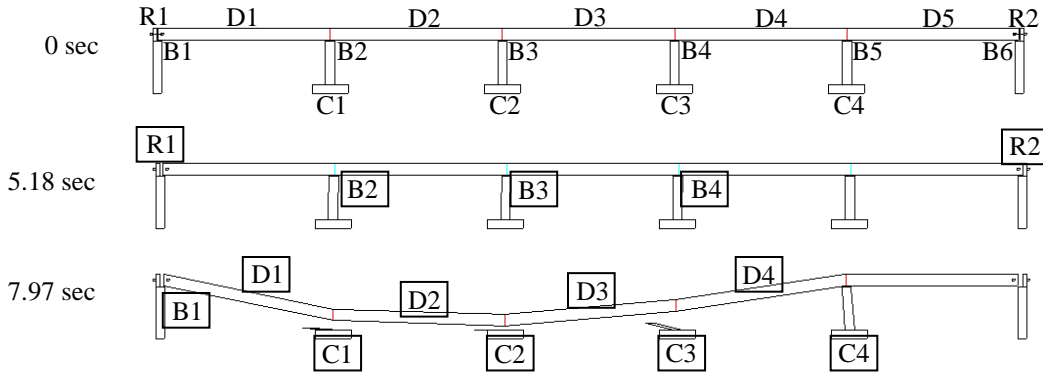 R1 D1 D2 D3 D4 D5 R2
0 sec B1 B2 B3 B4 B5 B6
C1 C2 C3 C4
R1 R2
5.18 sec B2 B3 B4
D1 D2 D3 D4
7.97 sec B1
C1 C2 C3 C4